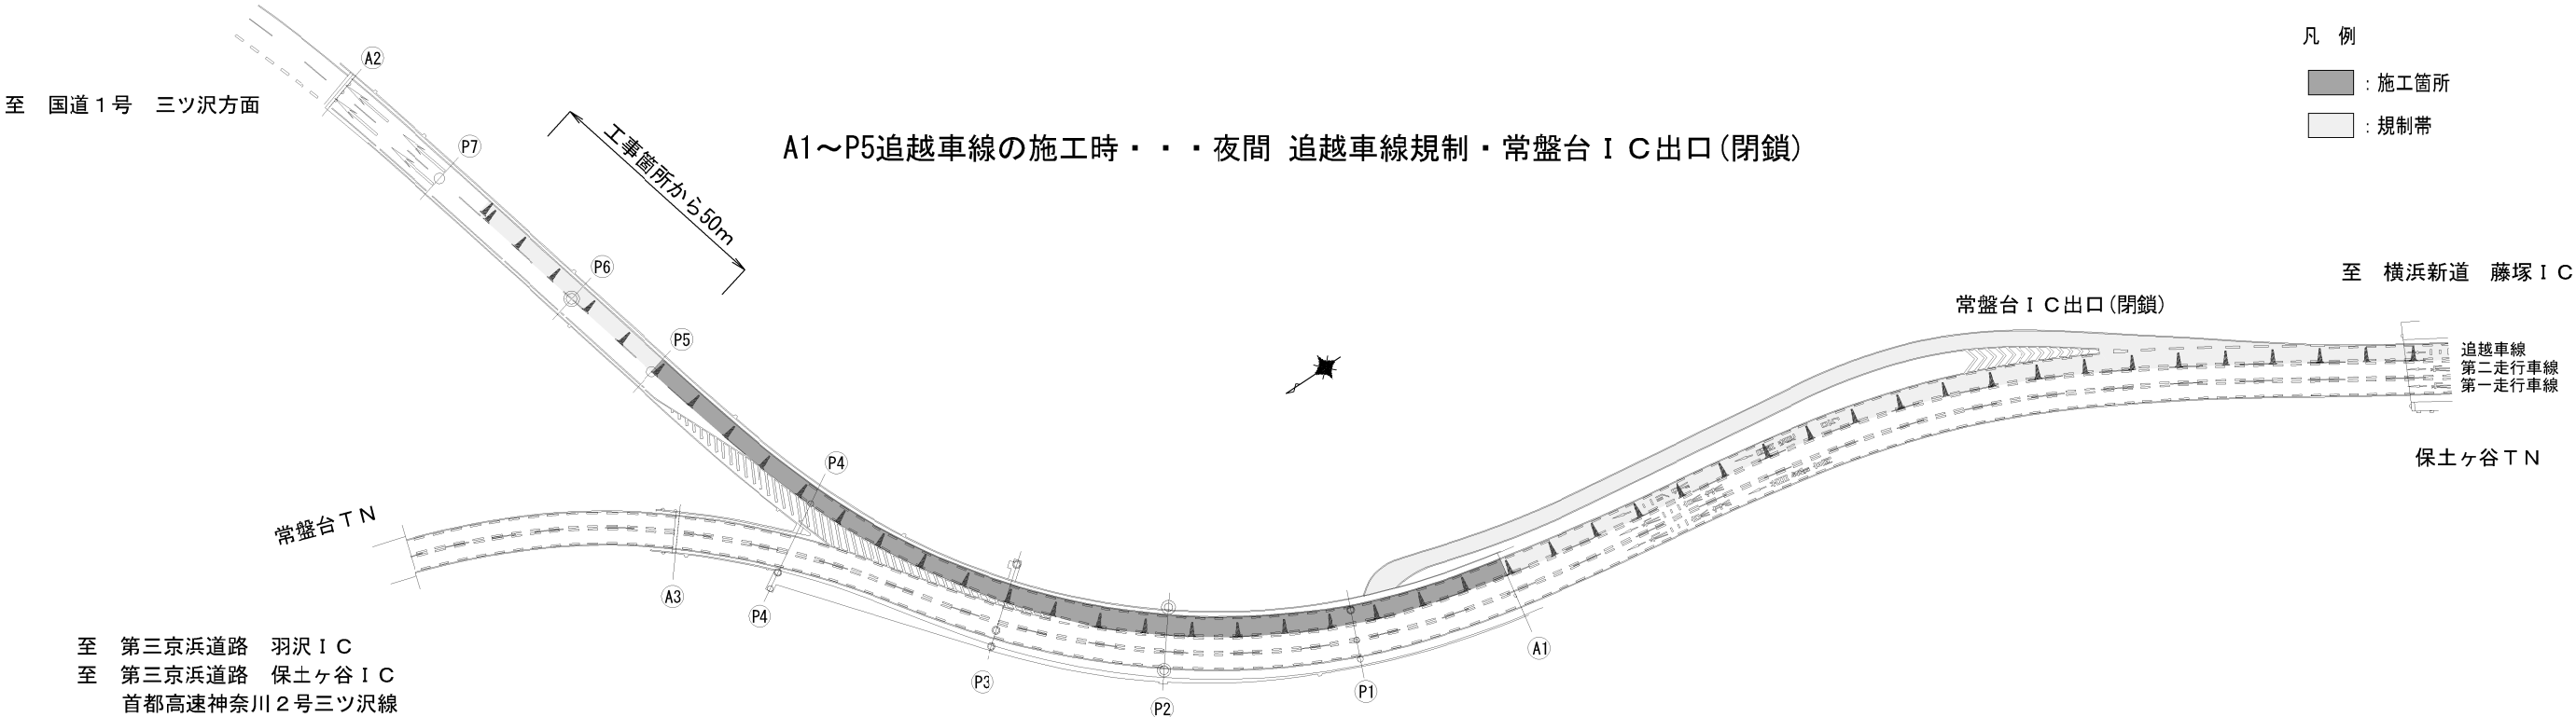 凡　例
：施工箇所
：規制帯
A1～P5追越車線の施工時・・・夜間 追越車線規制・常盤台ＩＣ出口(閉鎖)
至　国道１号　三ツ沢方面
A2
P7
工事箇所から50m
P6
P5
P4
常盤台ＩＣ出口(閉鎖)
至　横浜新道　藤塚ＩＣ
追越車線
第二走行車線
第一走行車線
保土ヶ谷ＴＮ
常盤台ＴＮ
A3
P4
P3
P2
P1
A1
至　第三京浜道路　羽沢ＩＣ
至　第三京浜道路　保土ヶ谷ＩＣ
首都高速神奈川２号三ツ沢線